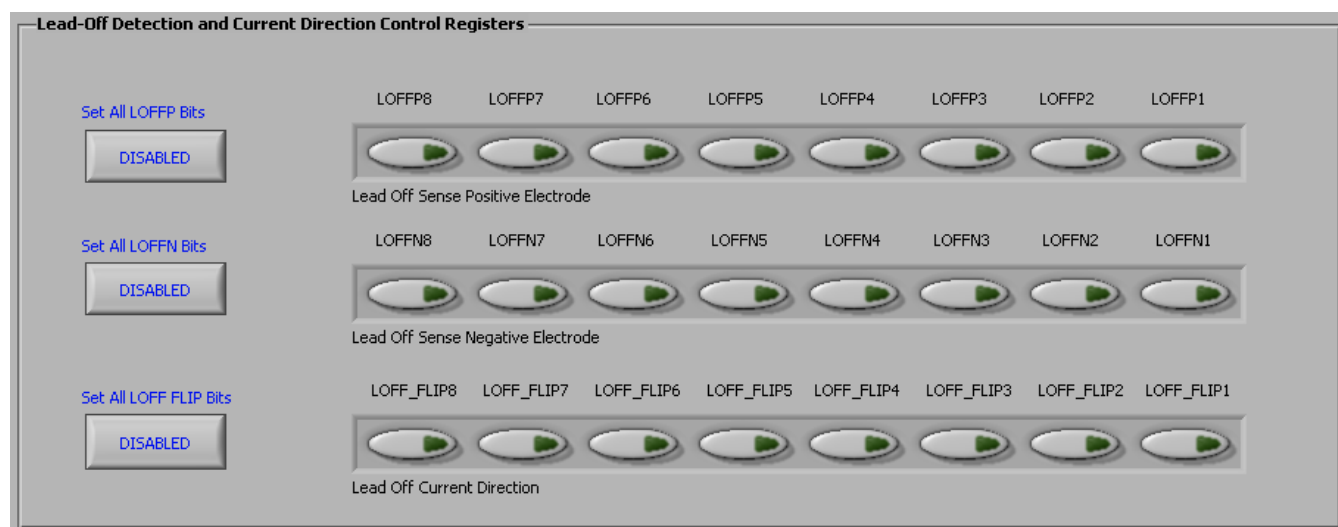 Lead-Off Detection and Current Direction Control Registers
Set All LOFFP Bits
DISABLED
LOFFP8 LOFFP7 LOFFP6 LOFFP5 LOFFP4 LOFFP3 LOFFP2 LOFFP1
Lead Off Sense Positive Electrode
Set All LOFFN Bits
DISABLED
LOFFN8 LOFFN7 LOFFN6 LOFFN5 LOFFN4 LOFFN3 LOFFN2 LOFFN1
Lead Off Sense Negative Electrode
Set All LOFF FLIP Bits
DISABLED
LOFF_FLIP8 LOFF_FLIP7 LOFF_FLIP6 LOFF_FLIP5 LOFF_FLIP4 LOFF_FLIP3 LOFF_FLIP2 LOFF_FLIP1
Lead Off Current Direction